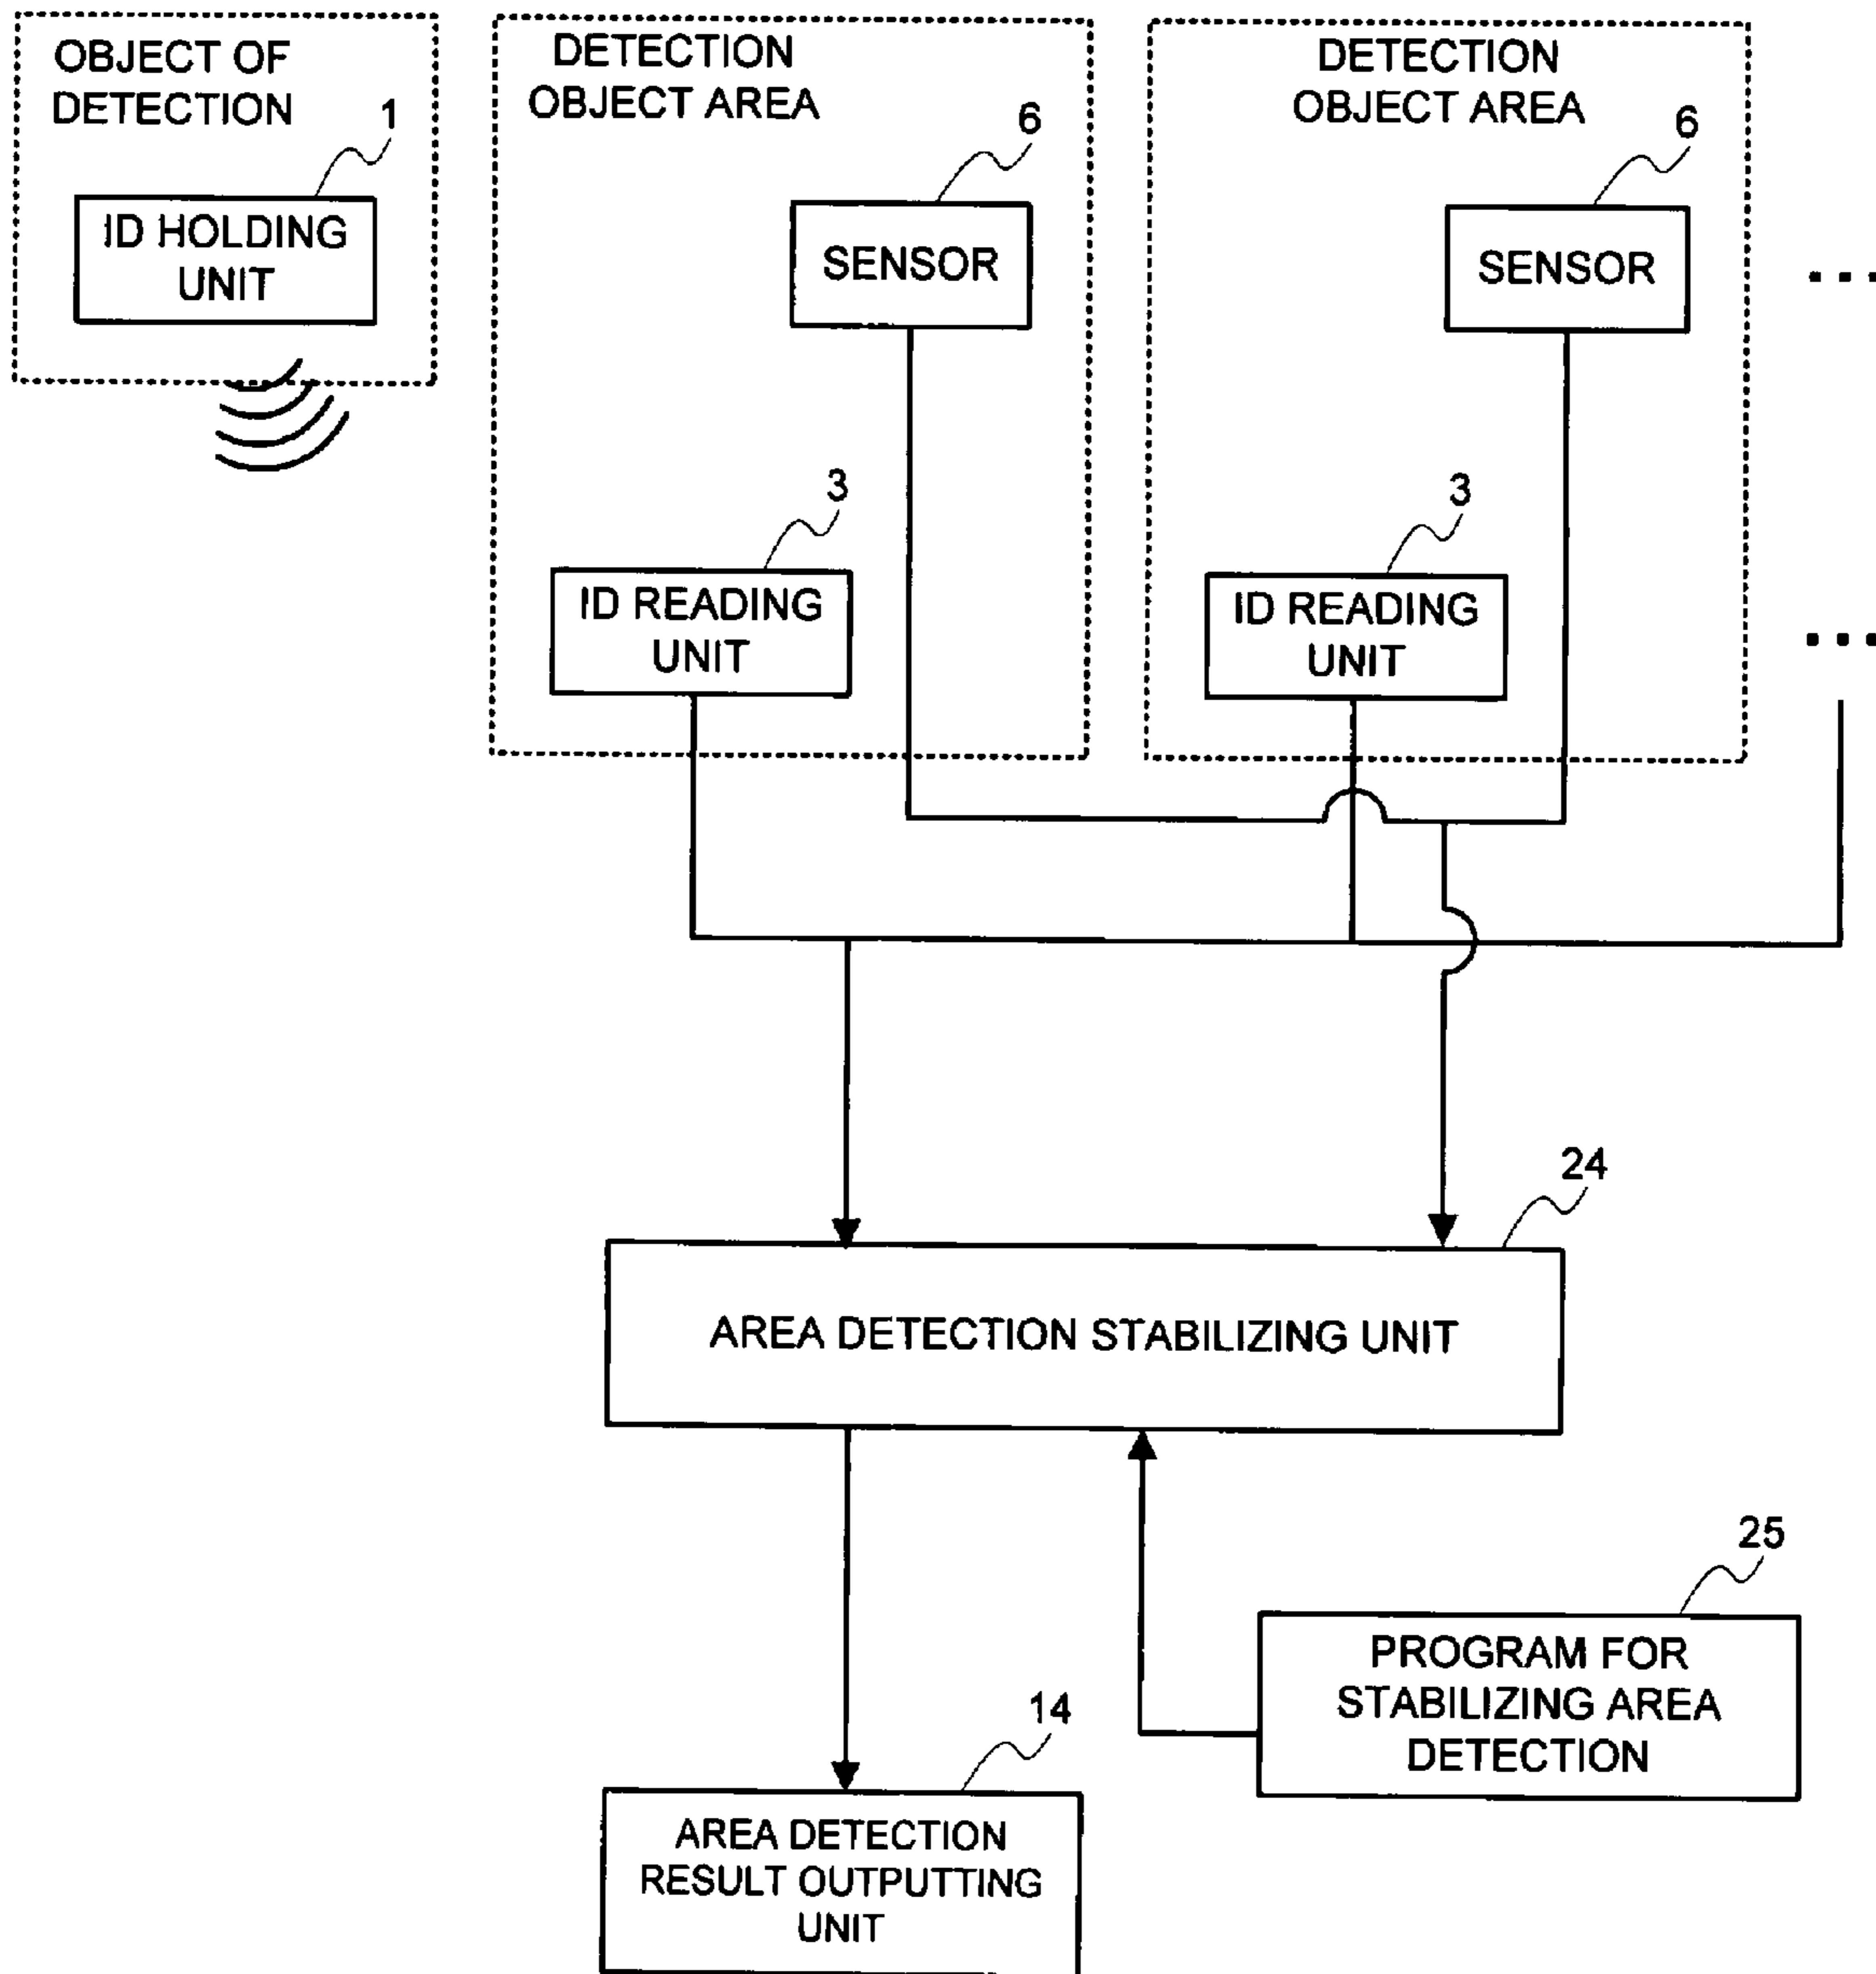 OBJECT OF
DETECTION
1
ID HOLDING
UNIT
DETECTION
OBJECT AREA
6
SENSOR
3
ID READING
UNIT
DETECTION
OBJECT AREA
6
SENSOR
...
3
ID READING
UNIT
...
24
AREA DETECTION STABILIZING UNIT
25
PROGRAM FOR
STABILIZING AREA
DETECTION
14
AREA DETECTION
RESULT OUTPUTTING
UNIT